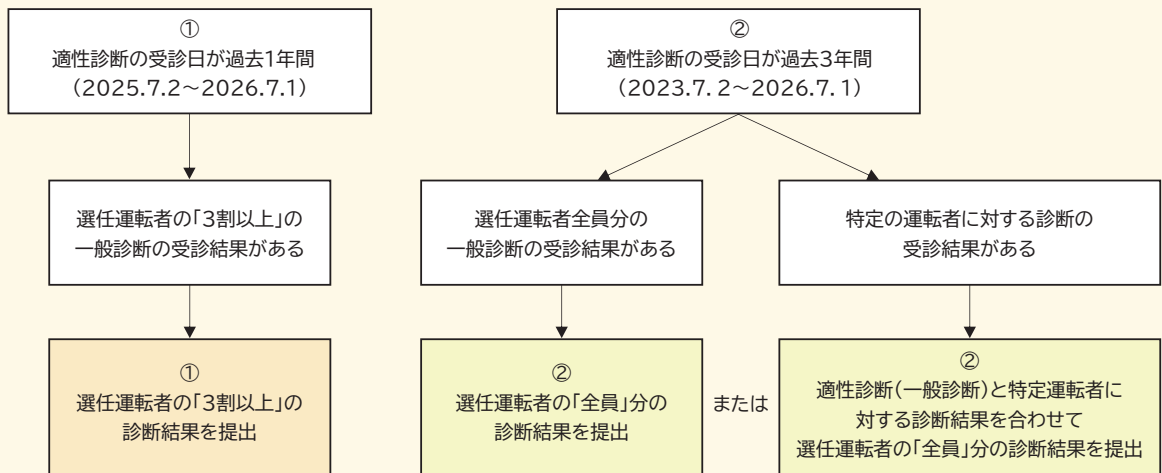 ①
適性診断の受診日が過去1年間
（2025.7.2〜2026.7.1）
選任運転者の「3割以上」の
一般診断の受診結果がある
①
選任運転者の「3割以上」の
診断結果を提出
②
適性診断の受診日が過去3年間
（2023.7.2〜2026.7.1）
選任運転者全員分の
一般診断の受診結果がある
特定の運転者に対する診断の
受診結果がある
②
選任運転者の「全員」分の
診断結果を提出
または
②
適性診断（一般診断）と特定運転者に
対する診断結果を合わせて
選任運転者の「全員」分の診断結果を提出